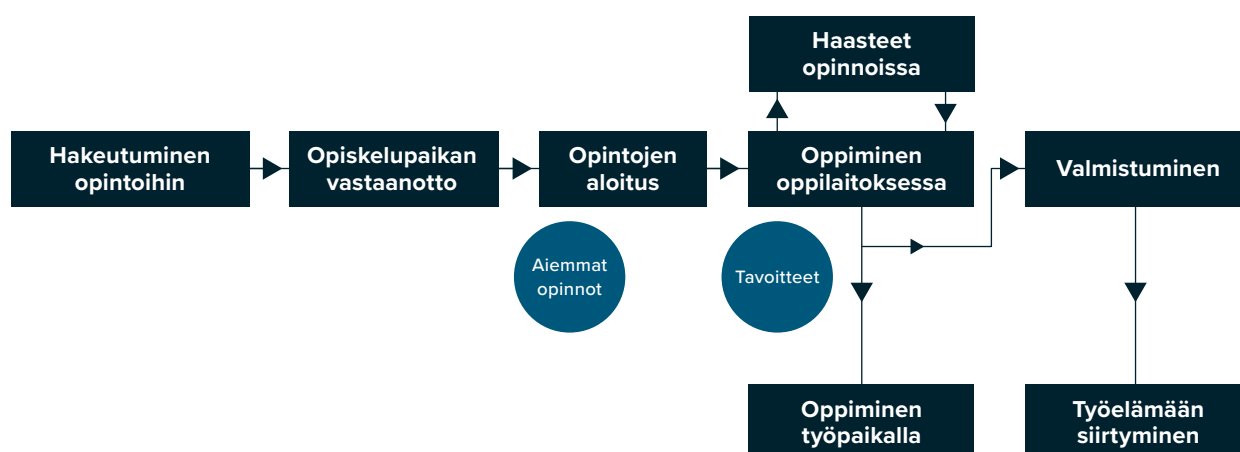 Haasteet
opinnoissa
Hakeutuminen
opintoihin
Opiskelupaikan
vastaanotto
Opintojen
aloitus
Oppiminen
oppilaitoksessa
Valmistuminen
Aiemmat
opinnot
Tavoitteet
Oppiminen
työpaikalla
Työelämään
siirtyminen